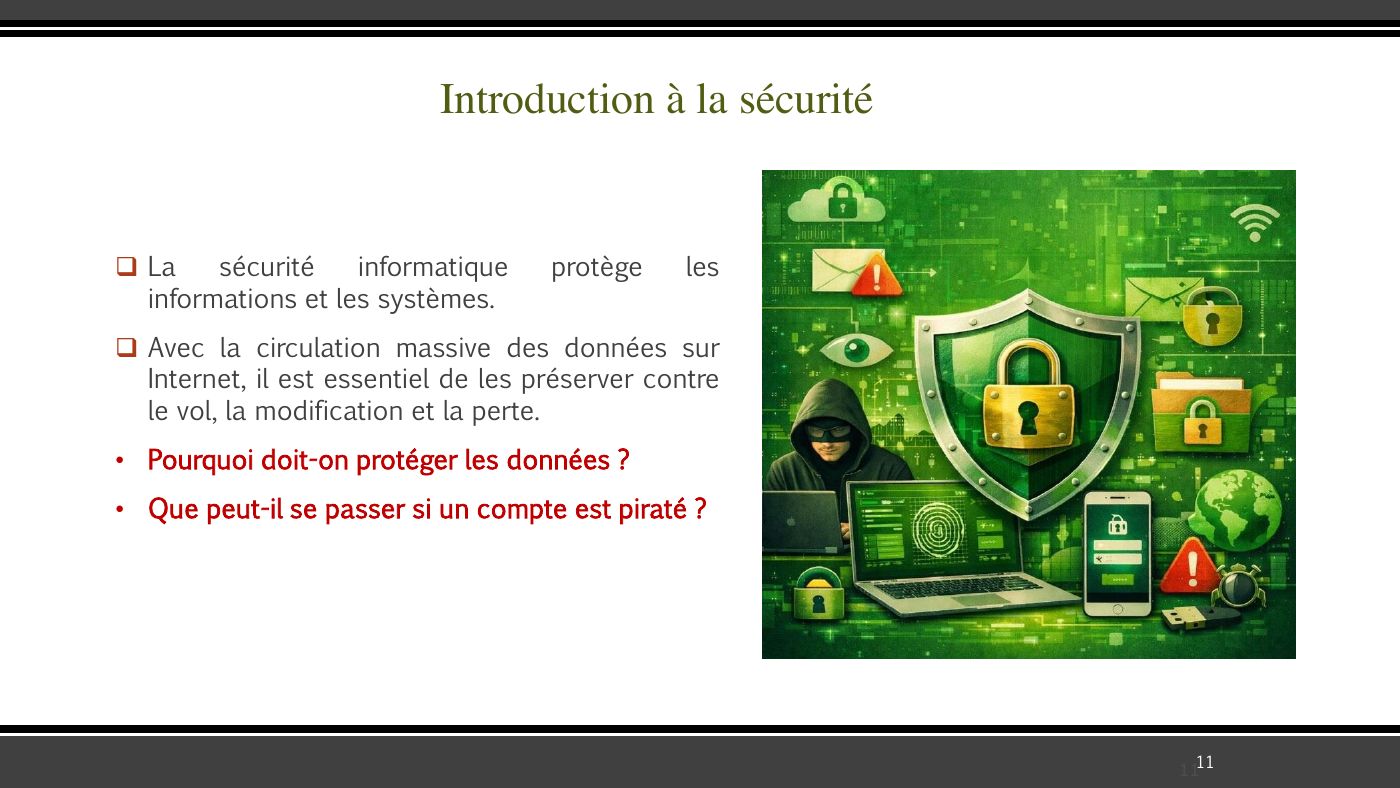 Introduction à la sécurité
❑ La sécurité informatique protège les
informations et les systèmes.
❑ Avec la circulation massive des données sur
Internet, il est essentiel de les préserver contre
le vol, la modification et la perte.
• Pourquoi doit-on protéger les données ?
• Que peut-il se passer si un compte est piraté ?
11
11